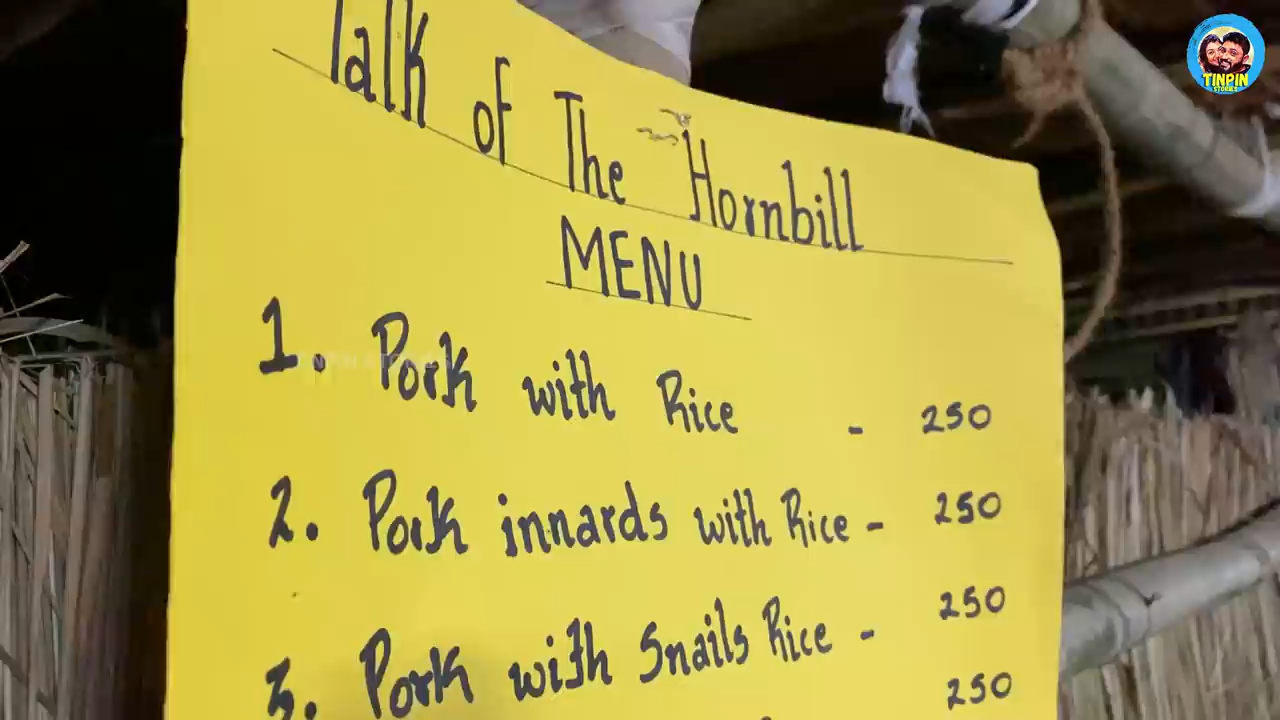 Talk of The Hornbill
MENU
1. Pork with Rice - 250
2. Pork innards with Rice - 250
3. Pork with Snails Rice - 250
250
TINPIN
STORIES